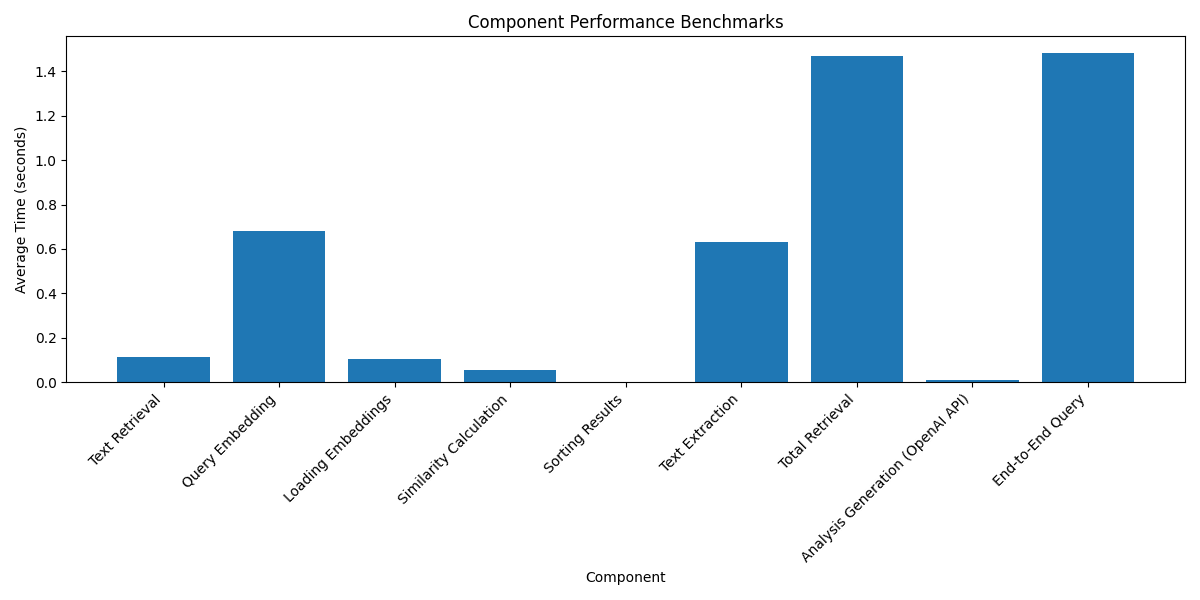 Component Performance Benchmarks
Average Time (seconds)
1.4
1.2
1.0
0.8
0.6
0.4
0.2
0.0
Text Retrieval
Query Embedding
Loading Embeddings
Similarity Calculation
Sorting Results
Text Extraction
Total Retrieval
Analysis Generation (OpenAI API)
End-to-End Query
Component